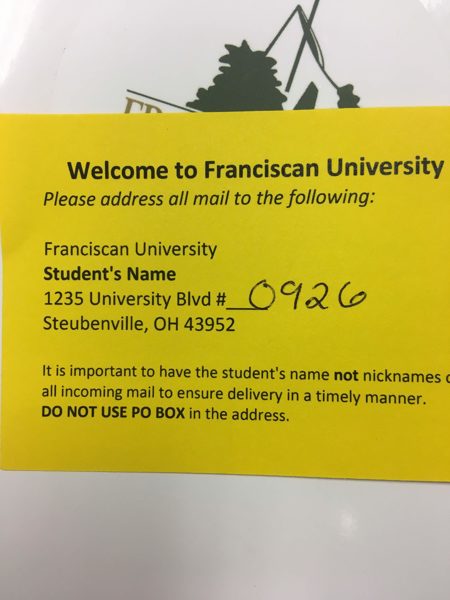 FR
Welcome to Franciscan University
Please address all mail to the following:
Franciscan University
Student's Name
1235 University Blvd #__0926
Steubenville, OH 43952
It is important to have the student's name not nicknames
all incoming mail to ensure delivery in a timely manner.
DO NOT USE PO BOX in the address.